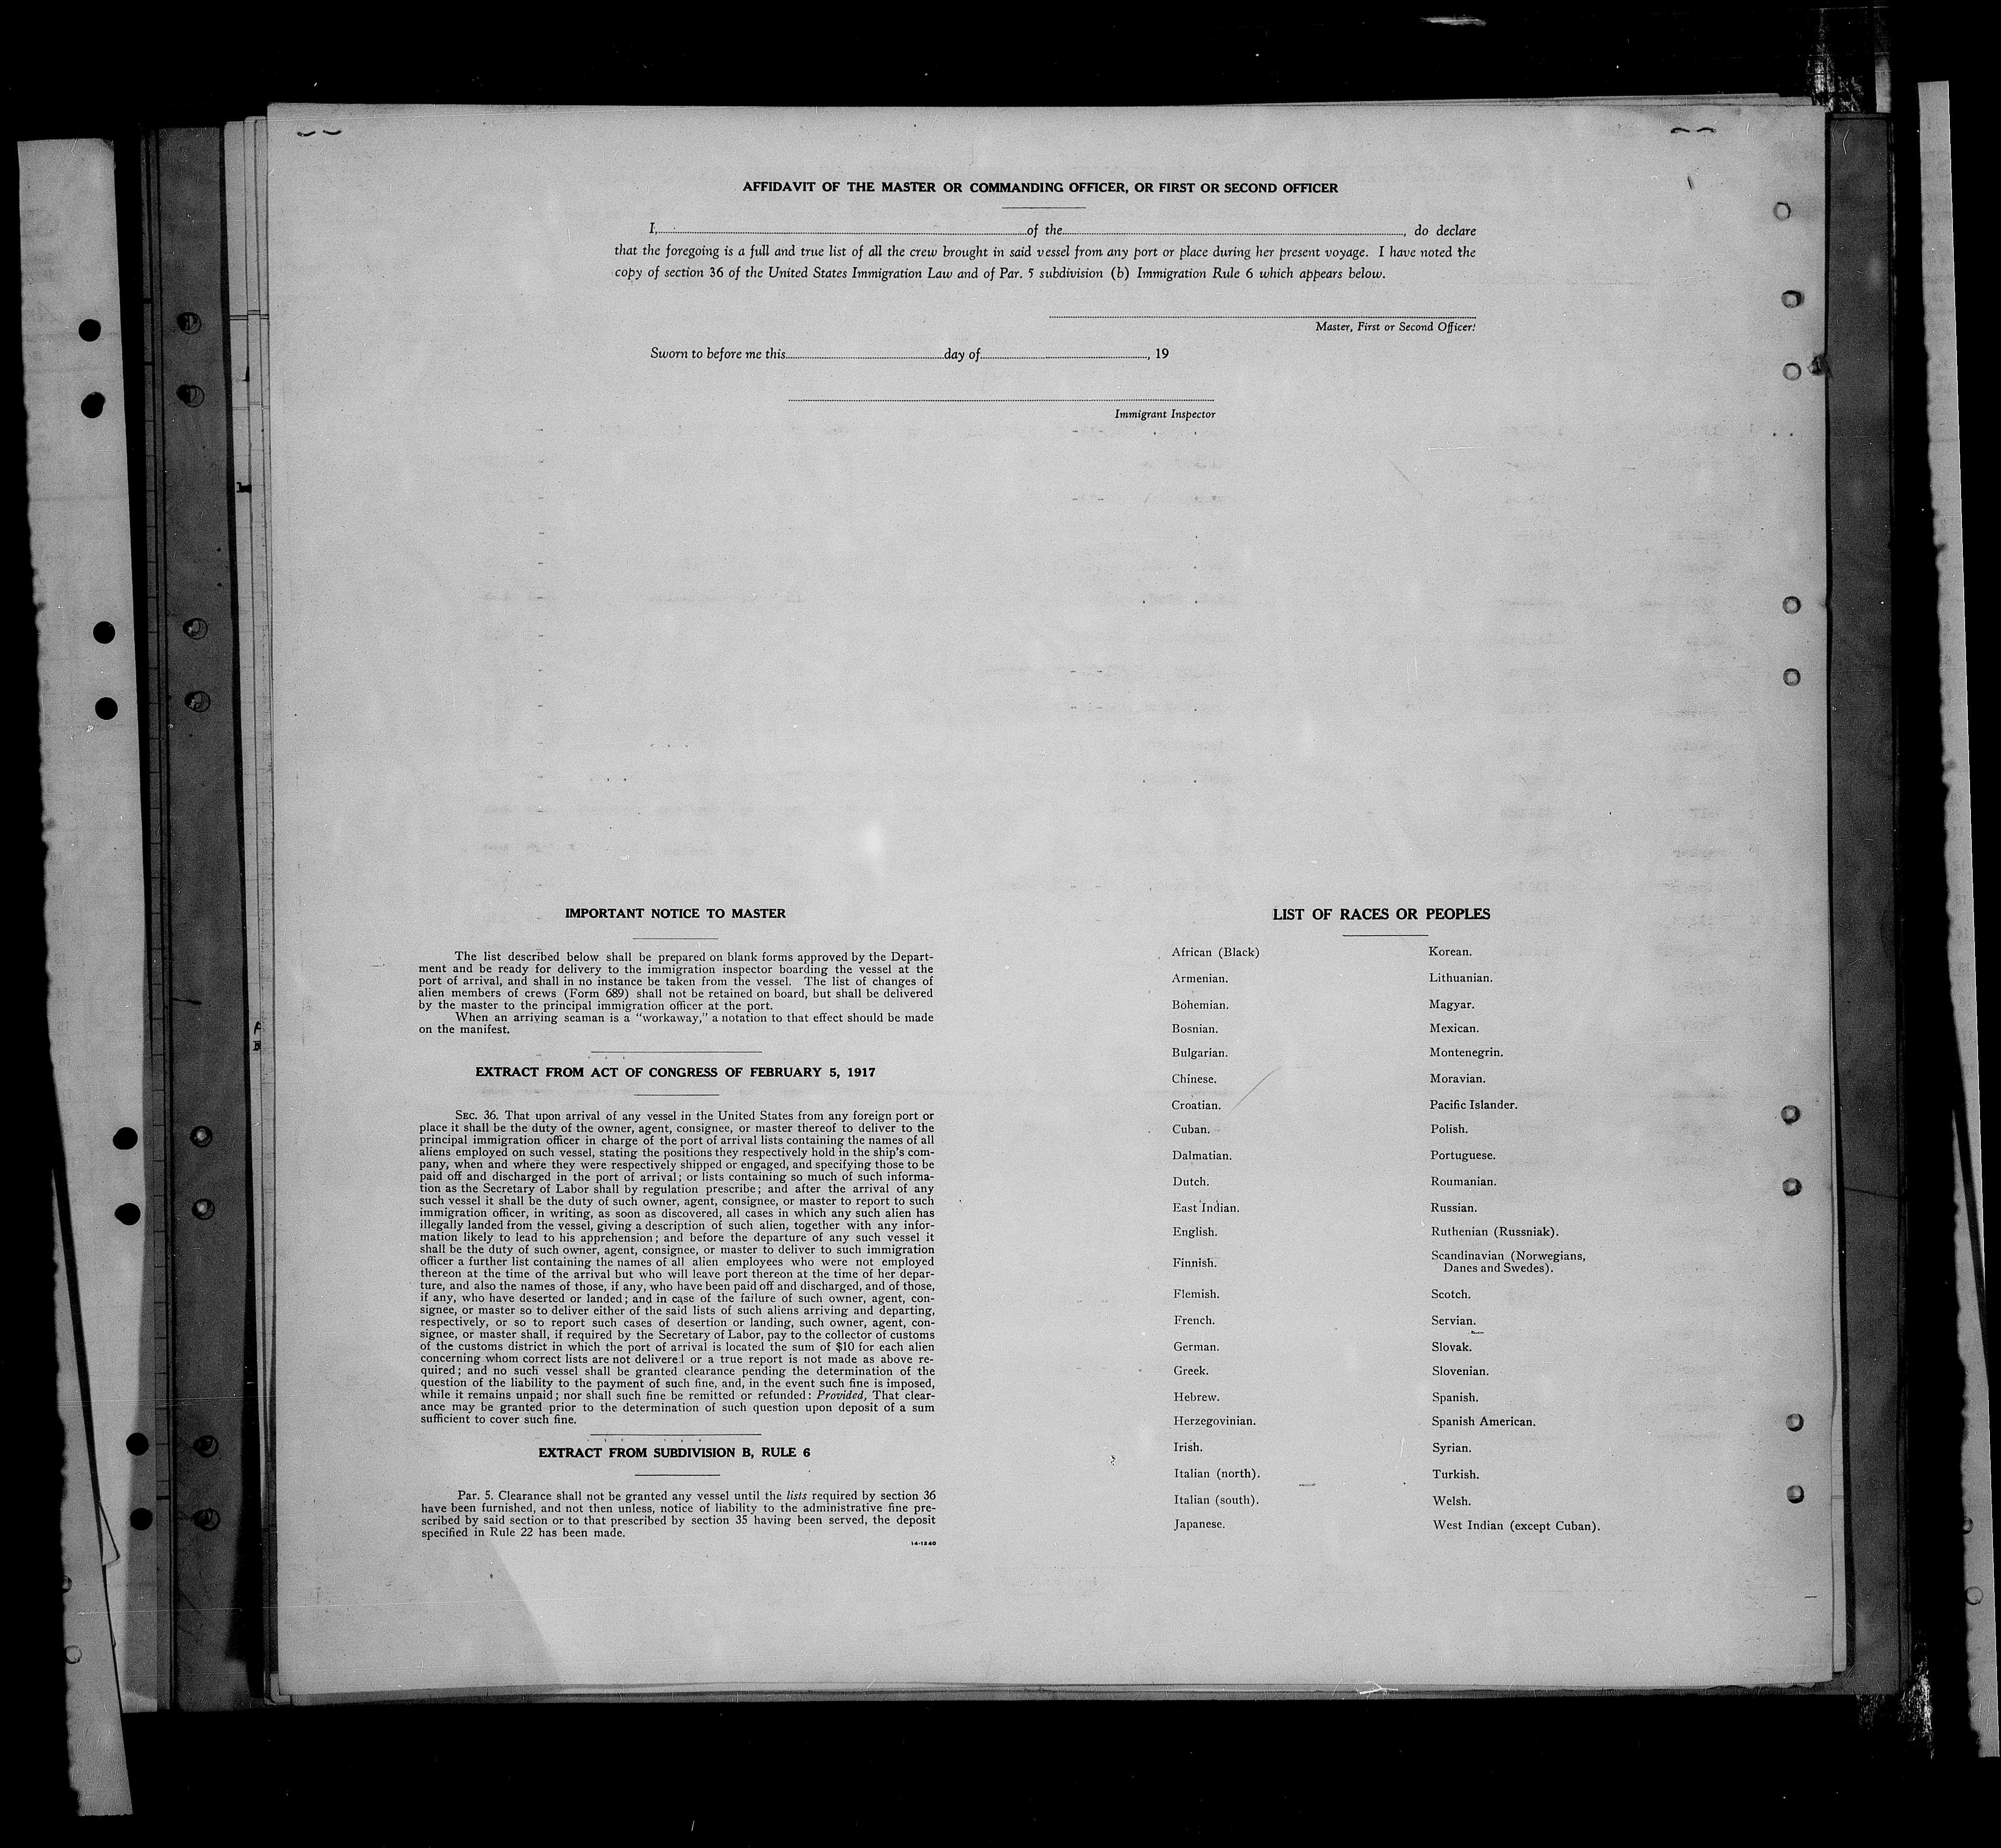 AFFIDAVIT OF THE MASTER OR COMMANDING OFFICER, OR FIRST OR SECOND OFFICER
I, of the , do declare
that the foregoing is a full and true list of all the crew brought in said vessel from any port or place during her present voyage. I have noted the
copy of section 36 of the United States Immigration Law and of Par. 5 subdivision (b) Immigration Rule 6 which appears below.
Master, First or Second Officer.
Sworn to before me this day of , 19
Immigrant Inspector
IMPORTANT NOTICE TO MASTER
The list described below shall be prepared on blank forms approved by the Depart-
ment and be ready for delivery to the immigration inspector boarding the vessel at the
port of arrival, and shall in no instance be taken from the vessel. The list of changes of
alien members of crews (Form 689) shall not be retained on board, but shall be delivered
by the master to the principal immigration officer at the port.
When an arriving seaman is a "workaway," a notation to that effect should be made
on the manifest.
EXTRACT FROM ACT OF CONGRESS OF FEBRUARY 5, 1917
SEC. 36. That upon arrival of any vessel in the United States from any foreign port or
place it shall be the duty of the owner, agent, consignee, or master thereof to deliver to the
principal immigration officer in charge of the port of arrival lists containing the names of all
aliens employed on such vessel, stating the positions they respectively hold in the ship's com-
pany, when and where they were respectively shipped or engaged, and specifying those to be
paid off and discharged in the port of arrival; or lists containing so much of such informa-
tion as the Secretary of Labor shall by regulation prescribe; and after the arrival of any
such vessel it shall be the duty of such owner, agent, consignee, or master to report to such
immigration officer, in writing, as soon as discovered, all cases in which any such alien has
illegally landed from the vessel, giving a description of such alien, together with any infor-
mation likely to lead to his apprehension; and before the departure of any such vessel it
shall be the duty of such owner, agent, consignee, or master to deliver to such immigration
officer a further list containing the names of all alien employees who were not employed
thereon at the time of the arrival but who will leave port thereon at the time of her depar-
ture, and also the names of those, if any, who have been paid off and discharged, and of those,
if any, who have deserted or landed; and in case of the failure of such owner, agent, con-
signee, or master so to deliver either of the said lists of such aliens arriving and departing,
respectively, or so to report such cases of desertion or landing, such owner, agent, con-
signee, or master shall, if required by the Secretary of Labor, pay to the collector of customs
of the customs district in which the port of arrival is located the sum of $10 for each alien
concerning whom correct lists are not delivered or a true report is not made as above re-
quired; and no such vessel shall be granted clearance pending the determination of the
question of the liability to the payment of such fine, and, in the event such fine is imposed,
while it remains unpaid; nor shall such fine be remitted or refunded: Provided, That clear-
ance may be granted prior to the determination of such question upon deposit of a sum
sufficient to cover such fine.
EXTRACT FROM SUBDIVISION B, RULE 6
Par. 5. Clearance shall not be granted any vessel until the lists required by section 36
have been furnished, and not then unless, notice of liability to the administrative fine pre-
scribed by said section or to that prescribed by section 35 having been served, the deposit
specified in Rule 22 has been made.
14-1240
LIST OF RACES OR PEOPLES
African (Black)
Armenian.
Bohemian.
Bosnian.
Bulgarian.
Chinese.
Croatian.
Cuban.
Dalmatian.
Dutch.
East Indian.
English.
Finnish.
Flemish.
French.
German.
Greek.
Hebrew.
Herzegovinian.
Irish.
Italian (north).
Italian (south).
Japanese.
Korean.
Lithuanian.
Magyar.
Mexican.
Montenegrin.
Moravian.
Pacific Islander.
Polish.
Portuguese.
Roumanian.
Russian.
Ruthenian (Russniak).
Scandinavian (Norwegians,
Danes and Swedes).
Scotch.
Servian.
Slovak.
Slovenian.
Spanish.
Spanish American.
Syrian.
Turkish.
Welsh.
West Indian (except Cuban).